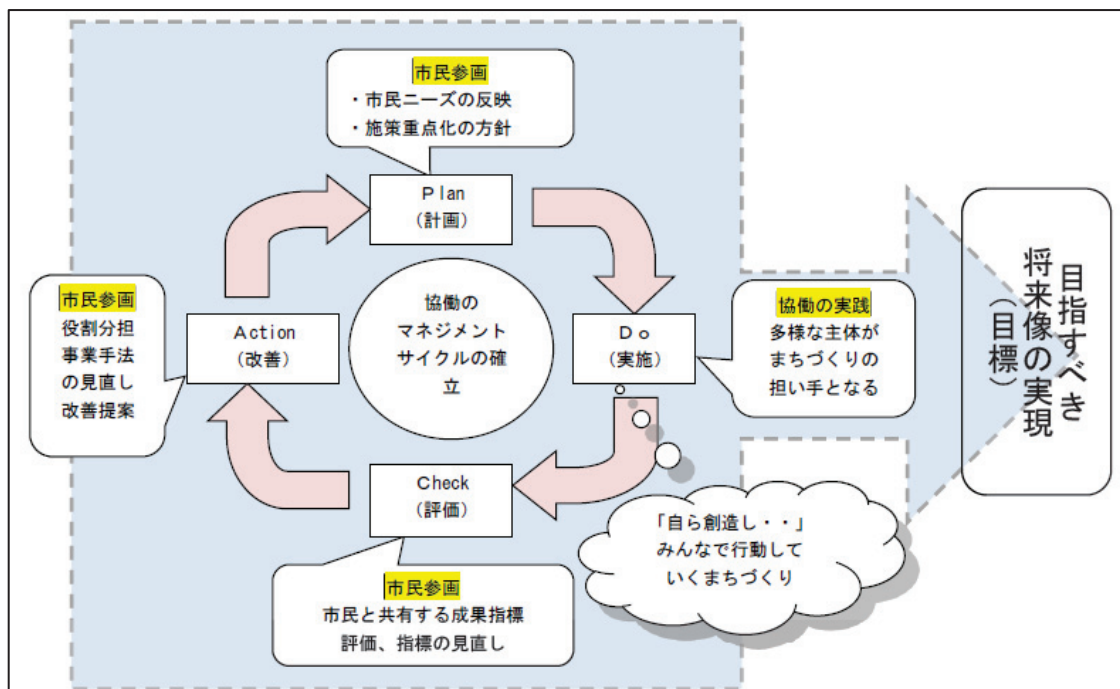 市民参画
・市民ニーズの反映
・施策重点化の方針
Ｐlan
（計画）
市民参画
役割分担
事業手法
の見直し
改善提案
Action
（改善）
協働の
マネジメント
サイクルの確
立
Ｄｏ
（実施）
協働の実践
多様な主体が
まちづくりの
担い手となる
Check
（評価）
「自ら創造し・・」
みんなで行動して
いくまちづくり
市民参画
市民と共有する成果指標
評価、指標の見直し
目指すべき
将来像の実現
（目標）